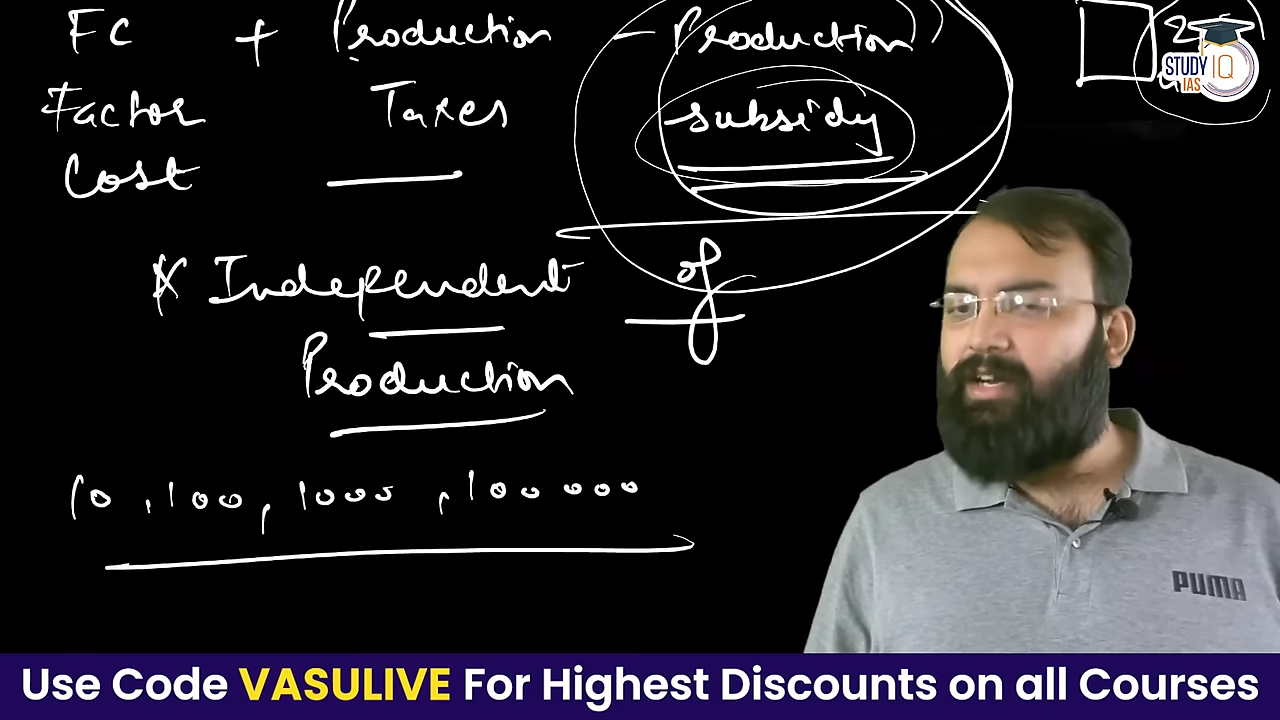 FC + Production - Production
Factor Taxes subsidy
Cost
* Independent of
Production
10, 100, 1000, 100000
STUDY IQ
IAS
PUMA
Use Code VASULIVE For Highest Discounts on all Courses